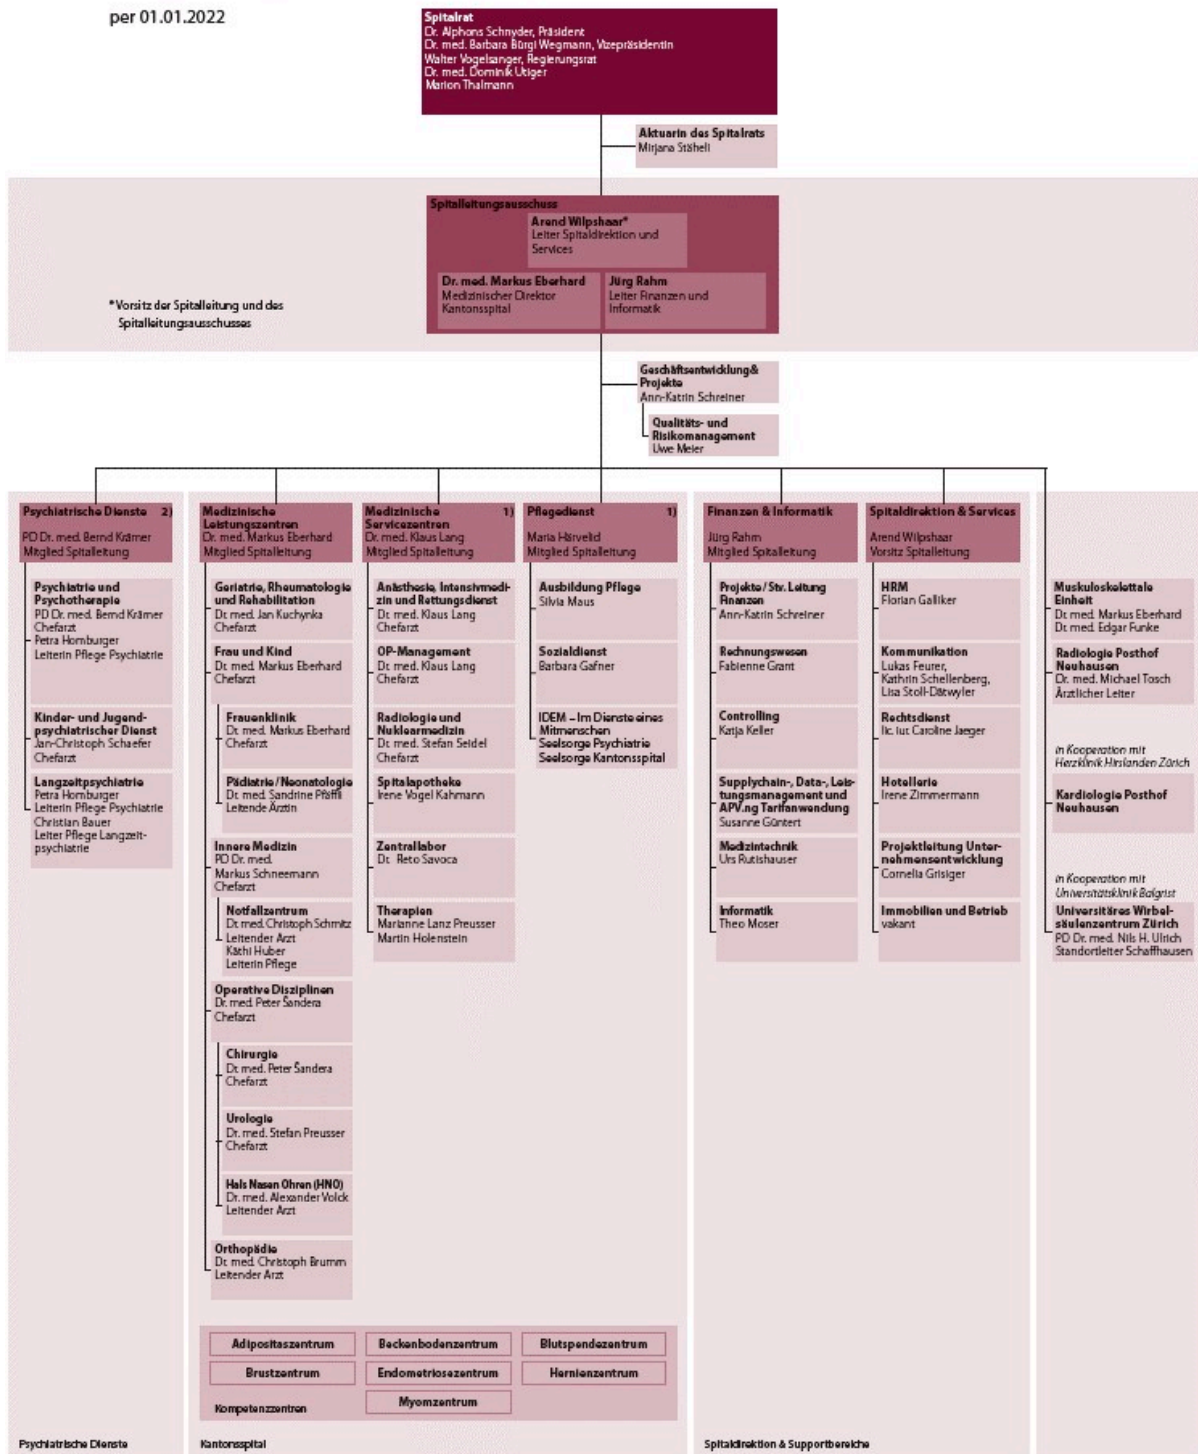 per 01.01.2022
Spitalrat
Dr. Alphons Schnyder, Präsident
Dr. med. Barbara Bürgi Wegmann, Vizepräsidentin
Walter Vogelsanger, Regierungsrat
Dr. med. Dominik Utiger
Marion Thalmann
Aktuarin des Spitalrats
Mirjana Stäheli
Spitalleitungsausschuss
Arend Wilpshaar*
Leiter Spitaldirektion und
Services
Dr. med. Markus Eberhard
Medizinischer Direktor
Kantonsspital
Jürg Rahm
Leiter Finanzen und
Informatik
*Vorsitz der Spitalleitung und des
Spitalleitungsausschusses
Geschäftsentwicklung&
Projekte
Ann-Katrin Schreiner
Qualitäts- und
Risikomanagement
Uwe Meier
Psychiatrische Dienste 2)
PD Dr. med. Bernd Krämer
Mitglied Spitalleitung
Psychiatrie und
Psychotherapie
PD Dr. med. Bernd Krämer
Chefarzt
Petra Homburger
Leiterin Pflege Psychiatrie
Kinder- und Jugend-
psychiatrischer Dienst
Jan-Christoph Schaefer
Chefarzt
Langzeitpsychiatrie
Petra Homburger
Leiterin Pflege Psychiatrie
Christian Bauer
Leiter Pflege Langzeit-
psychiatrie
Medizinische
Leistungszentren
Dr. med. Markus Eberhard
Mitglied Spitalleitung
Geriatrie, Rheumatologie
und Rehabilitation
Dr. med. Jan Kuchynka
Chefarzt
Frau und Kind
Dr. med. Markus Eberhard
Chefarzt
Frauenklinik
Dr. med. Markus Eberhard
Chefarzt
Pädiatrie/Neonatologie
Dr. med. Sandrine Pfäffli
Leitende Ärztin
Innere Medizin
PD Dr. med.
Markus Schneemann
Chefarzt
Notfallzentrum
Dr. med. Christoph Schmitz
Leitender Arzt
Käthi Huber
Leiterin Pflege
Operative Disziplinen
Dr. med. Peter Šandera
Chefarzt
Chirurgie
Dr. med. Peter Šandera
Chefarzt
Urologie
Dr. med. Stefan Preusser
Chefarzt
Hals Nasen Ohren (HNO)
Dr. med. Alexander Volck
Leitender Arzt
Orthopädie
Dr. med. Christoph Brumm
Leitender Arzt
Medizinische 1)
Servicezentren
Dr. med. Klaus Lang
Mitglied Spitalleitung
Anästhesie, Intensivmedi-
zin und Rettungsdienst
Dr. med. Klaus Lang
Chefarzt
OP-Management
Dr. med. Klaus Lang
Chefarzt
Radiologie und
Nuklearmedizin
Dr. med. Stefan Seidel
Chefarzt
Spitalapotheke
Irene Vogel Kahmann
Zentrallabor
Dr. Reto Savoca
Therapien
Marianne Lanz Preusser
Martin Holenstein
Pflegedienst 1)
Maria Härvelid
Mitglied Spitalleitung
Ausbildung Pflege
Silvia Maus
Sozialdienst
Barbara Gafner
IDEM – Im Dienste eines
Mitmenschen
Seelsorge Psychiatrie
Seelsorge Kantonsspital
Finanzen & Informatik
Jürg Rahm
Mitglied Spitalleitung
Projekte / Stv. Leitung
Finanzen
Ann-Katrin Schreiner
Rechnungswesen
Fabienne Grant
Controlling
Katja Keller
Supplychain-, Data-, Leis-
tungsmanagement und
APV.ng Tarifanwendung
Susanne Güntert
Medizintechnik
Urs Rutishauser
Informatik
Theo Moser
Spitaldirektion & Services
Arend Wilpshaar
Vorsitz Spitalleitung
HRM
Florian Galliker
Kommunikation
Lukas Feurer,
Kathrin Schellenberg,
Lisa Stoll-Dätwyler
Rechtsdienst
lic. iur. Caroline Jaeger
Hotellerie
Irene Zimmermann
Projektleitung Unter-
nehmensentwicklung
Cornelia Grisiger
Immobilien und Betrieb
vakant
Muskuloskelettale
Einheit
Dr. med. Markus Eberhard
Dr. med. Edgar Funke
Radiologie Posthof
Neuhausen
Dr. med. Michael Tosch
Ärztlicher Leiter
in Kooperation mit
Herzklinik Hirslanden Zürich
Kardiologie Posthof
Neuhausen
in Kooperation mit
Universitätsklinik Balgrist
Universitäres Wirbel-
säulenzentrum Zürich
PD Dr. med. Nils H. Ulrich
Standortleiter Schaffhausen
Adipositaszentrum
Beckenbodenzentrum
Blutspendezentrum
Brustzentrum
Endometriosezentrum
Hernienzentrum
Myomzentrum
Kompetenzzentren
Psychiatrische Dienste
Kantonsspital
Spitaldirektion & Supportbereiche